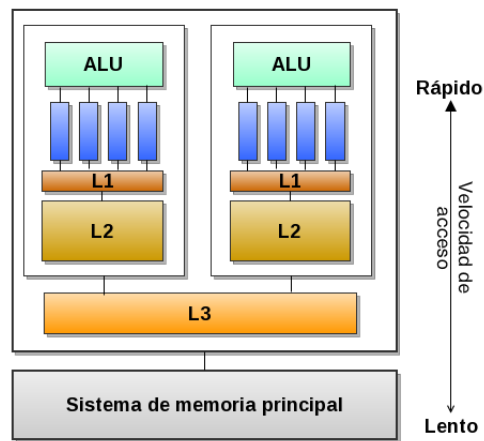 ALU
ALU
Rápido
L1
L1
L2
L2
Velocidad de
acceso
L3
Sistema de memoria principal
Lento